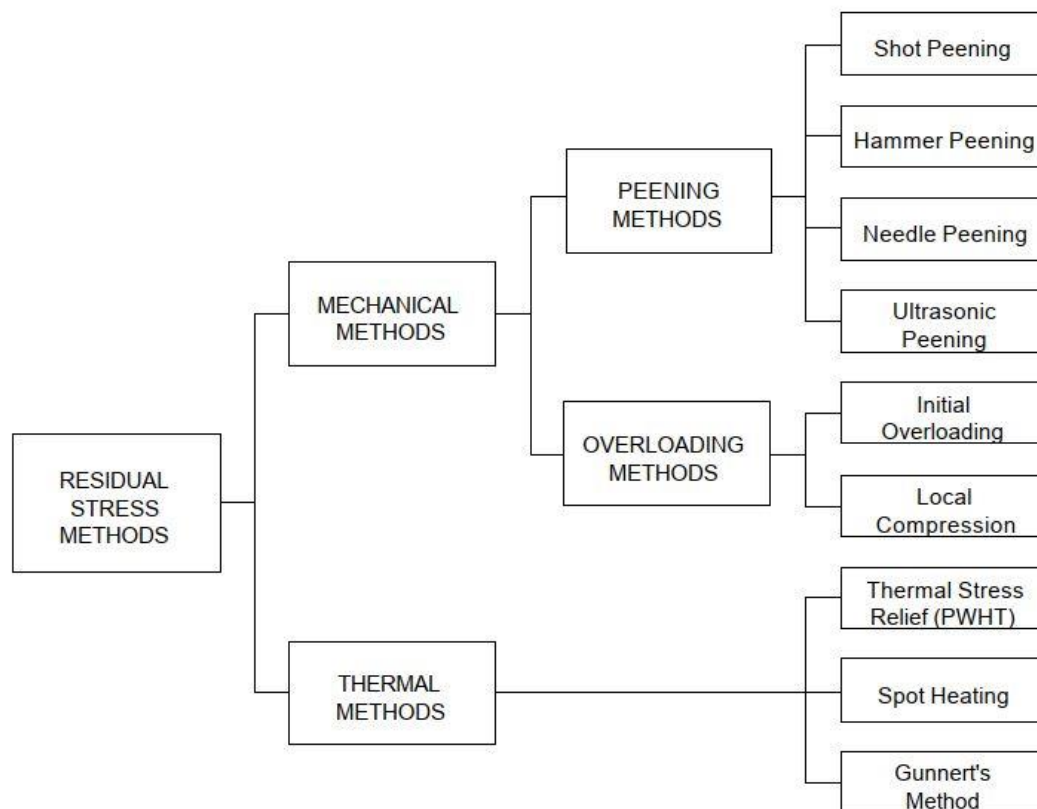 Shot Peening
Hammer Peening
PEENING
METHODS
Needle Peening
MECHANICAL
METHODS
Ultrasonic
Peening
Initial
Overloading
OVERLOADING
METHODS
RESIDUAL
STRESS
METHODS
Local
Compression
Thermal Stress
Relief (PWHT)
THERMAL
METHODS
Spot Heating
Gunnert's
Method